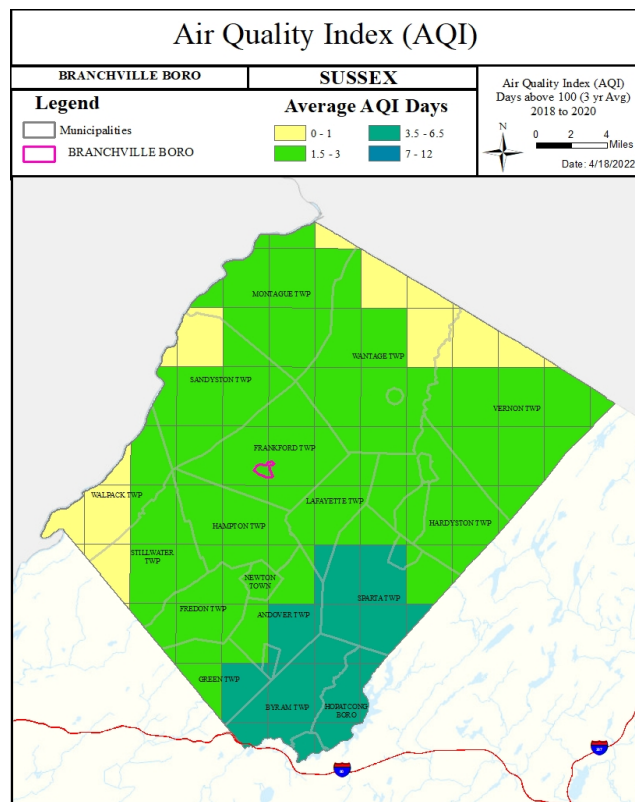 Air Quality Index (AQI)
BRANCHVILLE BORO
SUSSEX
Legend
Municipalities
BRANCHVILLE BORO
Average AQI Days
0 - 1
3.5 - 6.5
1.5 - 3
7 - 12
Air Quality Index (AQI)
Days above 100 (3 yr Avg)
2018 to 2020
N
0 2 4
Miles
Date: 4/18/2022
MONTAGUE TWP
WANTAGE TWP
SANDYSTON TWP
VERNON TWP
FRANKFORD TWP
WALPACK TWP
LAFAYETTE TWP
HAMPTON TWP
HARDYSTON TWP
STILLWATER
TWP
NEWTON
TOWN
SPARTA TWP
FREDON TWP
ANDOVER TWP
GREEN TWP
BYRAM TWP
HOPATCONG
BORO